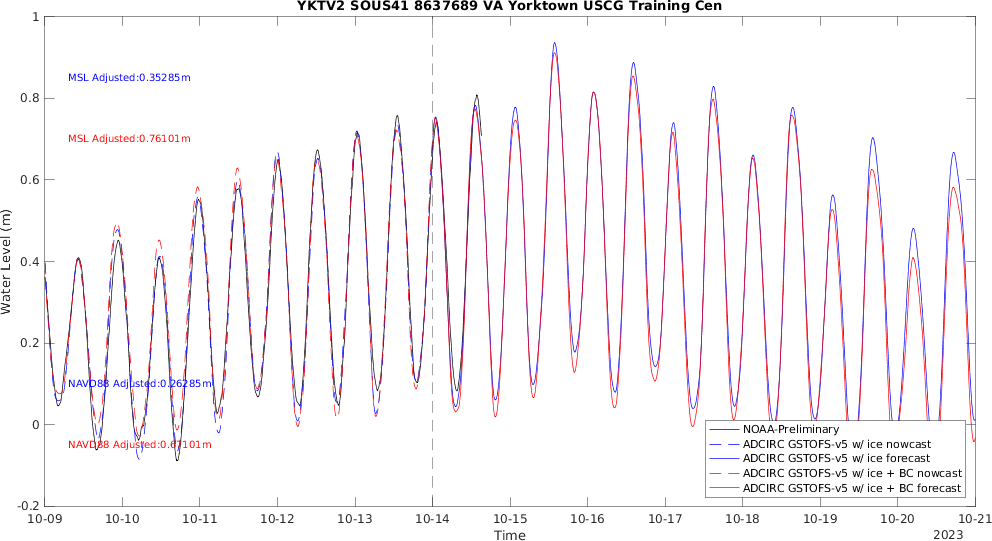 YKTV2 SOUS41 8637689 VA Yorktown USCG Training Cen
MSL Adjusted:0.35285m
MSL Adjusted:0.76101m
NAVD88 Adjusted:0.26285m
NAVD88 Adjusted:0.67101m
Water Level (m)
1
0.8
0.6
0.4
0.2
0
-0.2
NOAA-Preliminary
ADCIRC GSTOFS-v5 w/ ice nowcast
ADCIRC GSTOFS-v5 w/ ice forecast
ADCIRC GSTOFS-v5 w/ ice + BC nowcast
ADCIRC GSTOFS-v5 w/ ice + BC forecast
10-09 10-10 10-11 10-12 10-13 10-14 10-15 10-16 10-17 10-18 10-19 10-20 10-21
Time
2023